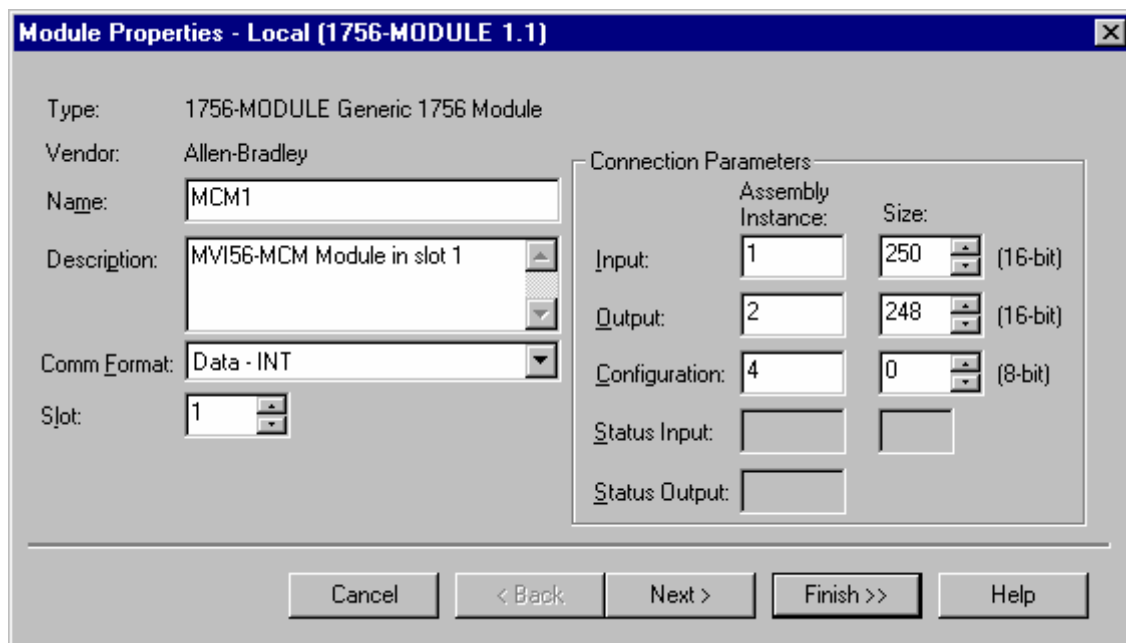 Module Properties - Local (1756-MODULE 1.1)
Type: 1756-MODULE Generic 1756 Module
Vendor: Allen-Bradley
Name: MCM1
Description: MVI56-MCM Module in slot 1
Comm Format: Data - INT
Slot: 1
Connection Parameters
Assembly Instance: Size:
Input: 1 250 (16-bit)
Output: 2 248 (16-bit)
Configuration: 4 0 (8-bit)
Status Input:
Status Output:
Cancel < Back Next > Finish >> Help